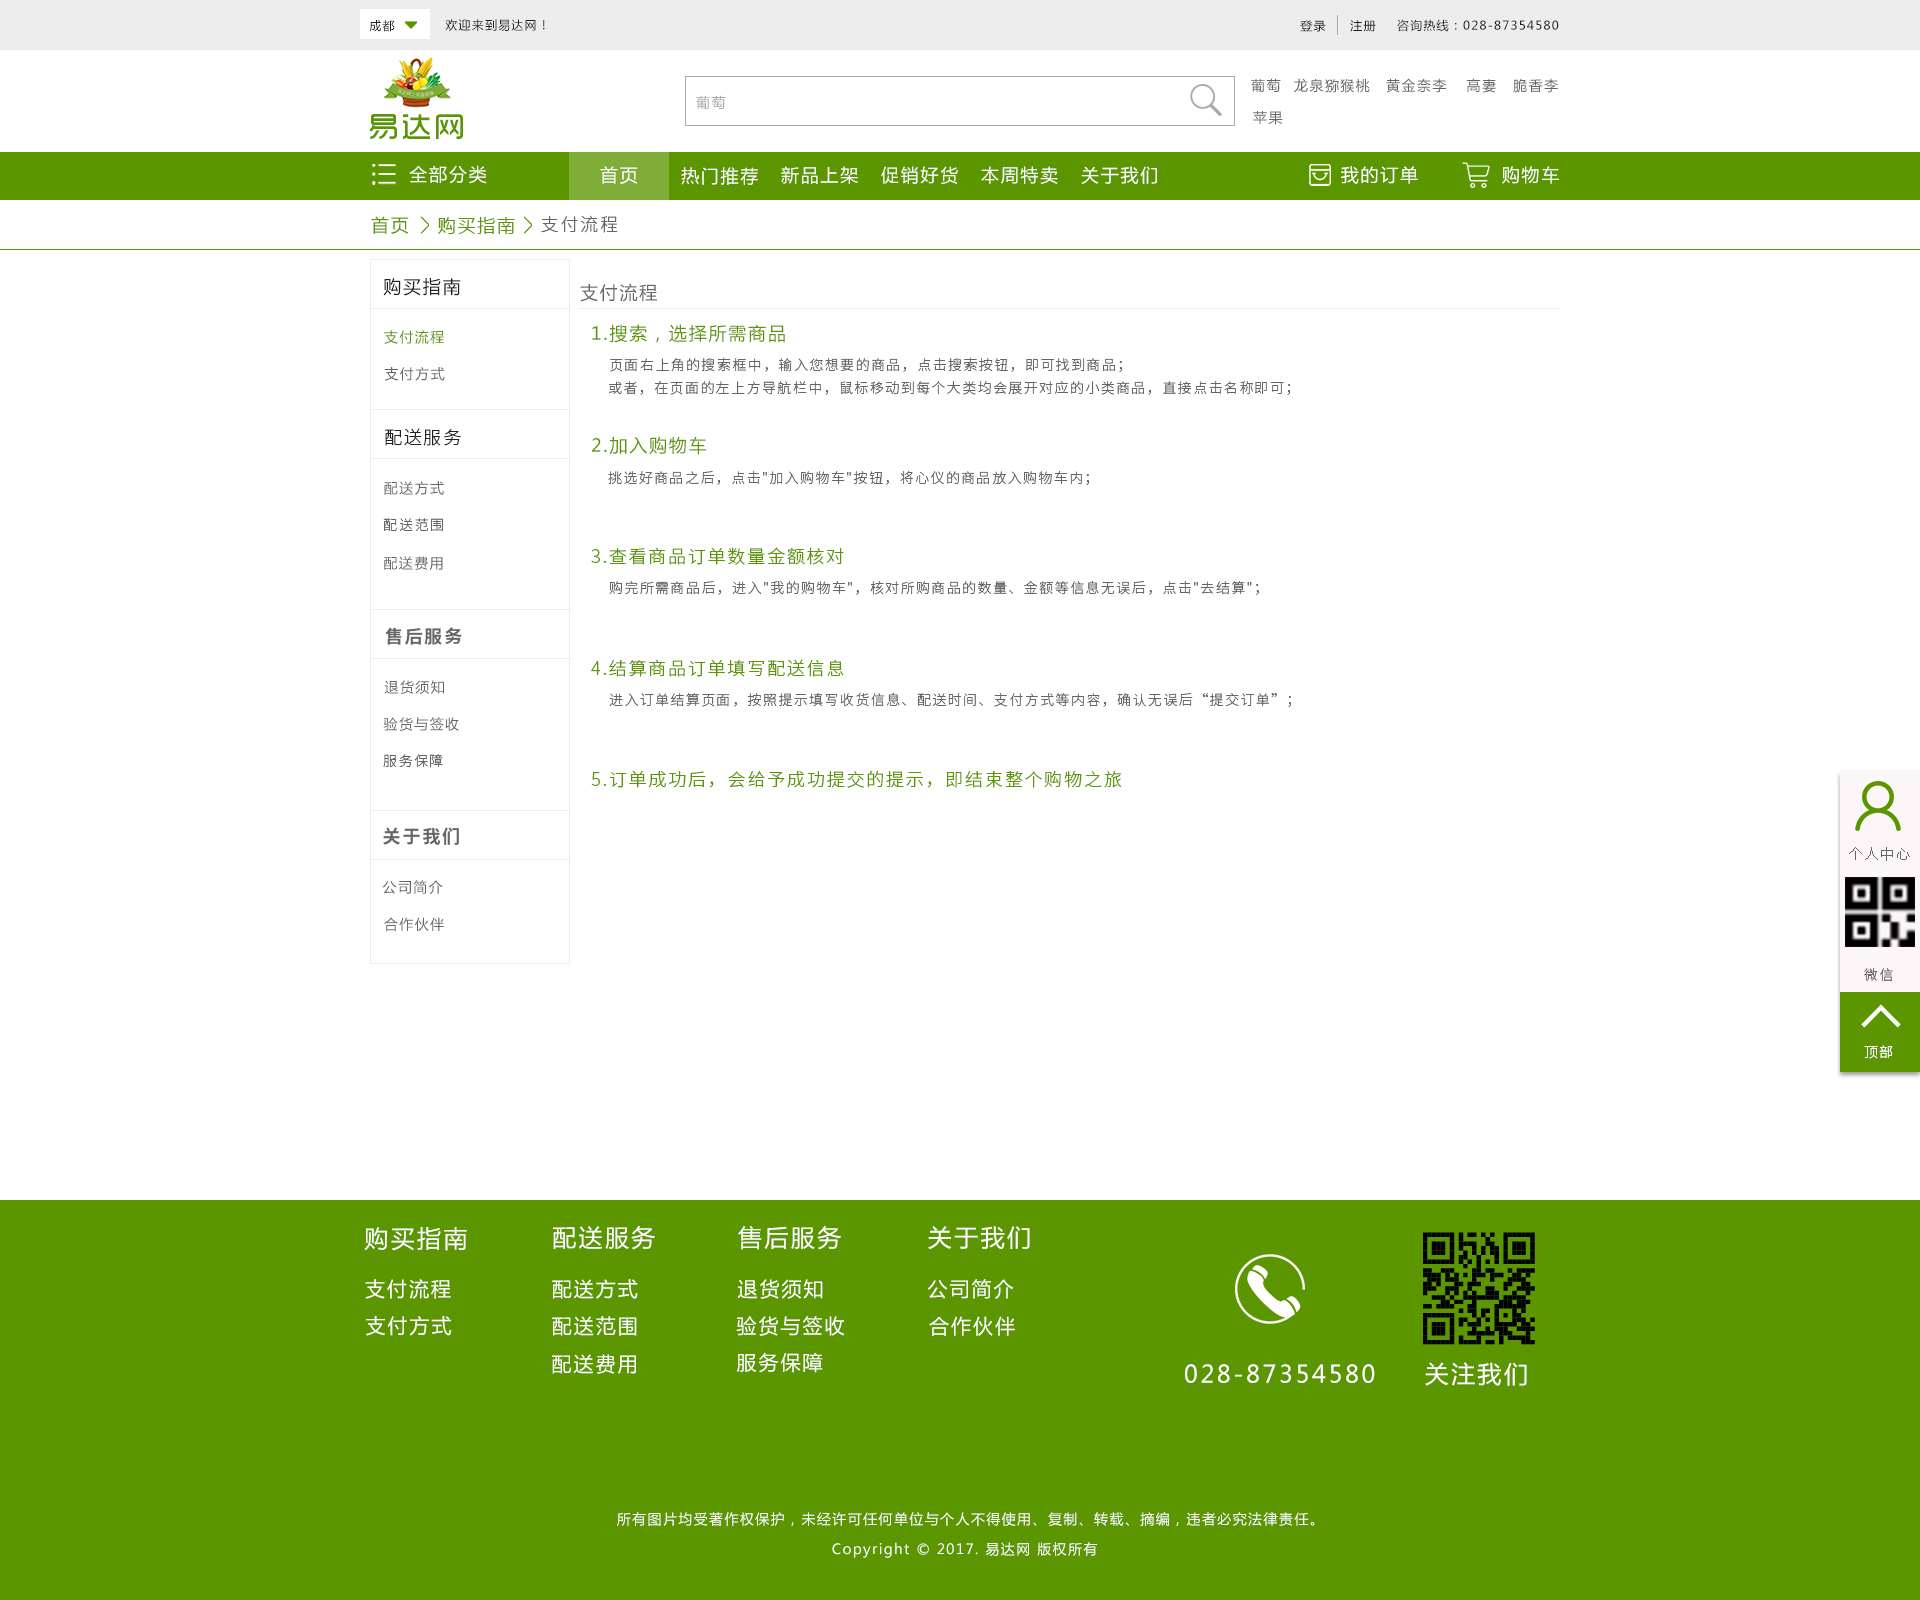 成都 欢迎来到易达网！ 登录 注册 咨询热线：028-87354580
易达网
葡萄
葡萄 龙泉猕猴桃 黄金奈李 高妻 脆香李
苹果
全部分类 首页 热门推荐 新品上架 促销好货 本周特卖 关于我们 我的订单 购物车
首页 > 购买指南 > 支付流程
购买指南
支付流程
支付方式
配送服务
配送方式
配送范围
配送费用
售后服务
退货须知
验货与签收
服务保障
关于我们
公司简介
合作伙伴
支付流程
1.搜索，选择所需商品
页面右上角的搜索框中，输入您想要的商品，点击搜索按钮，即可找到商品；
或者，在页面的左上方导航栏中，鼠标移动到每个大类均会展开对应的小类商品，直接点击名称即可；
2.加入购物车
挑选好商品之后，点击"加入购物车"按钮，将心仪的商品放入购物车内；
3.查看商品订单数量金额核对
购完所需商品后，进入"我的购物车"，核对所购商品的数量、金额等信息无误后，点击"去结算"；
4.结算商品订单填写配送信息
进入订单结算页面，按照提示填写收货信息、配送时间、支付方式等内容，确认无误后“提交订单”；
5.订单成功后，会给予成功提交的提示，即结束整个购物之旅
个人中心
微信
顶部
购买指南
支付流程
支付方式
配送服务
配送方式
配送范围
配送费用
售后服务
退货须知
验货与签收
服务保障
关于我们
公司简介
合作伙伴
028-87354580
关注我们
所有图片均受著作权保护，未经许可任何单位与个人不得使用、复制、转载、摘编，违者必究法律责任。
Copyright © 2017. 易达网 版权所有